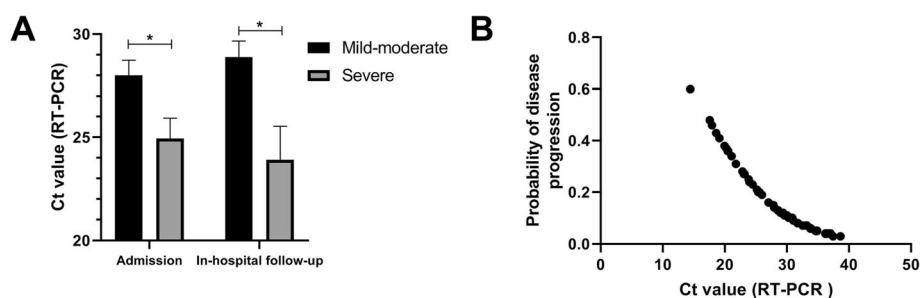 A
Ct value (RT-PCR)
30
25
20
*
*
Mild-moderate
Severe
Admission
In-hospital follow-up
B
Probability of disease
progression
0.8
0.6
0.4
0.2
0.0
0
10
20
30
40
50
Ct value (RT-PCR )